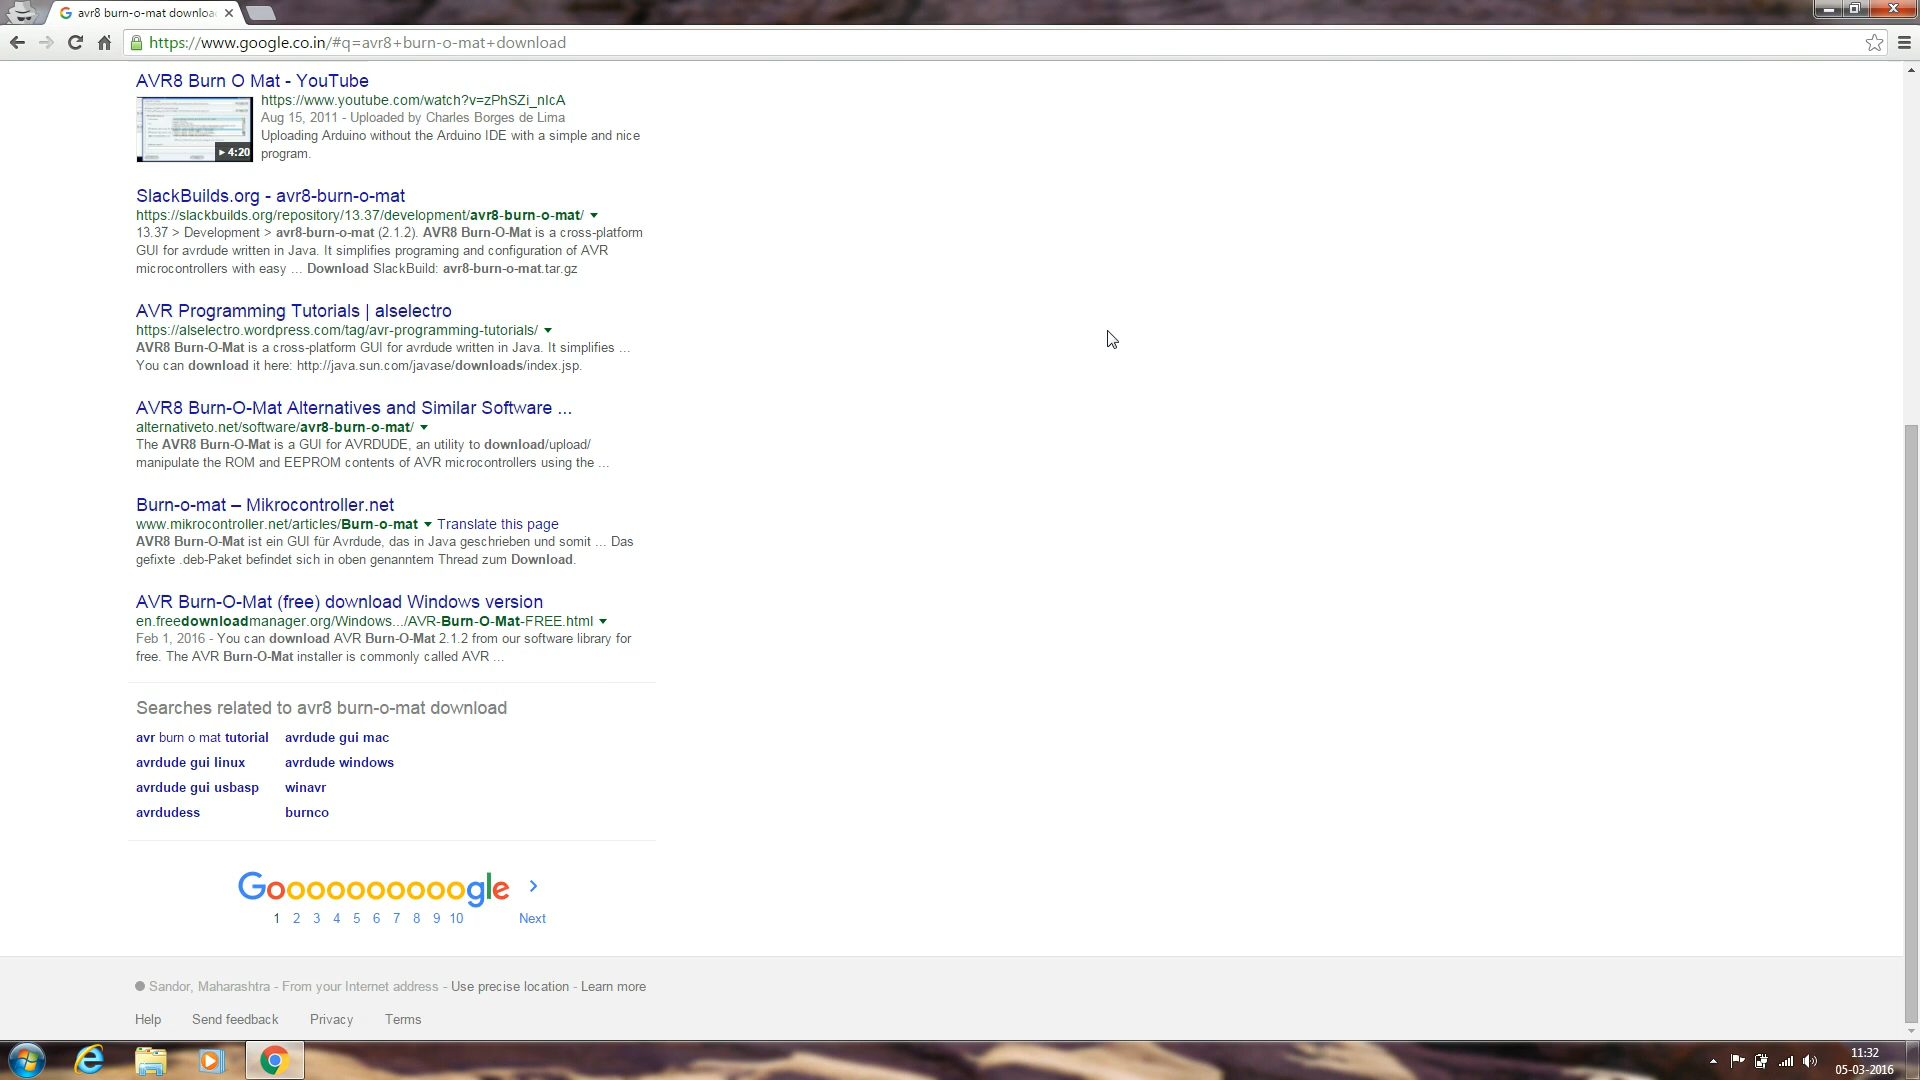 avr8 burn-o-mat downloa
https://www.google.co.in/#q=avr8+burn-o-mat+download
AVR8 Burn O Mat - YouTube
https://www.youtube.com/watch?v=zPhSZi_nIcA
Aug 15, 2011 - Uploaded by Charles Borges de Lima
Uploading Arduino without the Arduino IDE with a simple and nice
program.
4:20
SlackBuilds.org - avr8-burn-o-mat
https://slackbuilds.org/repository/13.37/development/avr8-burn-o-mat/
13.37 > Development > avr8-burn-o-mat (2.1.2). AVR8 Burn-O-Mat is a cross-platform
GUI for avrdude written in Java. It simplifies programing and configuration of AVR
microcontrollers with easy ... Download SlackBuild: avr8-burn-o-mat.tar.gz
AVR Programming Tutorials | alselectro
https://alselectro.wordpress.com/tag/avr-programming-tutorials/
AVR8 Burn-O-Mat is a cross-platform GUI for avrdude written in Java. It simplifies ...
You can download it here: http://java.sun.com/javase/downloads/index.jsp.
AVR8 Burn-O-Mat Alternatives and Similar Software ...
alternativeto.net/software/avr8-burn-o-mat/
The AVR8 Burn-O-Mat is a GUI for AVRDUDE, an utility to download/upload/
manipulate the ROM and EEPROM contents of AVR microcontrollers using the ...
Burn-o-mat – Mikrocontroller.net
www.mikrocontroller.net/articles/Burn-o-mat Translate this page
AVR8 Burn-O-Mat ist ein GUI für Avrdude, das in Java geschrieben und somit ... Das
gefixte .deb-Paket befindet sich in oben genanntem Thread zum Download.
AVR Burn-O-Mat (free) download Windows version
en.freedownloadmanager.org/Windows.../AVR-Burn-O-Mat-FREE.html
Feb 1, 2016 - You can download AVR Burn-O-Mat 2.1.2 from our software library for
free. The AVR Burn-O-Mat installer is commonly called AVR ...
Searches related to avr8 burn-o-mat download
avr burn o mat tutorial avrdude gui mac
avrdude gui linux avrdude windows
avrdude gui usbasp winavr
avrdudess burnco
Goooooooooogle
1 2 3 4 5 6 7 8 9 10 Next
Sandor, Maharashtra - From your Internet address - Use precise location - Learn more
Help Send feedback Privacy Terms
11:32
05-03-2016